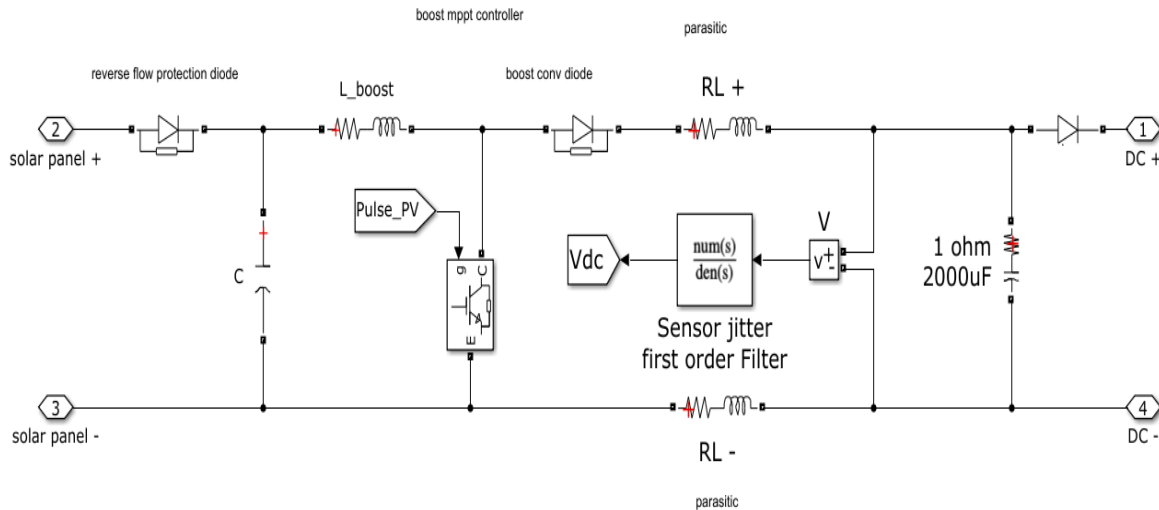 boost mppt controller
parasitic
reverse flow protection diode
boost conv diode
L_boost
RL +
2
solar panel +
1
DC +
Pulse_PV
g
C
E
C
Vdc
num(s)
den(s)
V
v
+
-
1 ohm
2000uF
Sensor jitter
first order Filter
3
solar panel -
RL -
4
DC -
parasitic